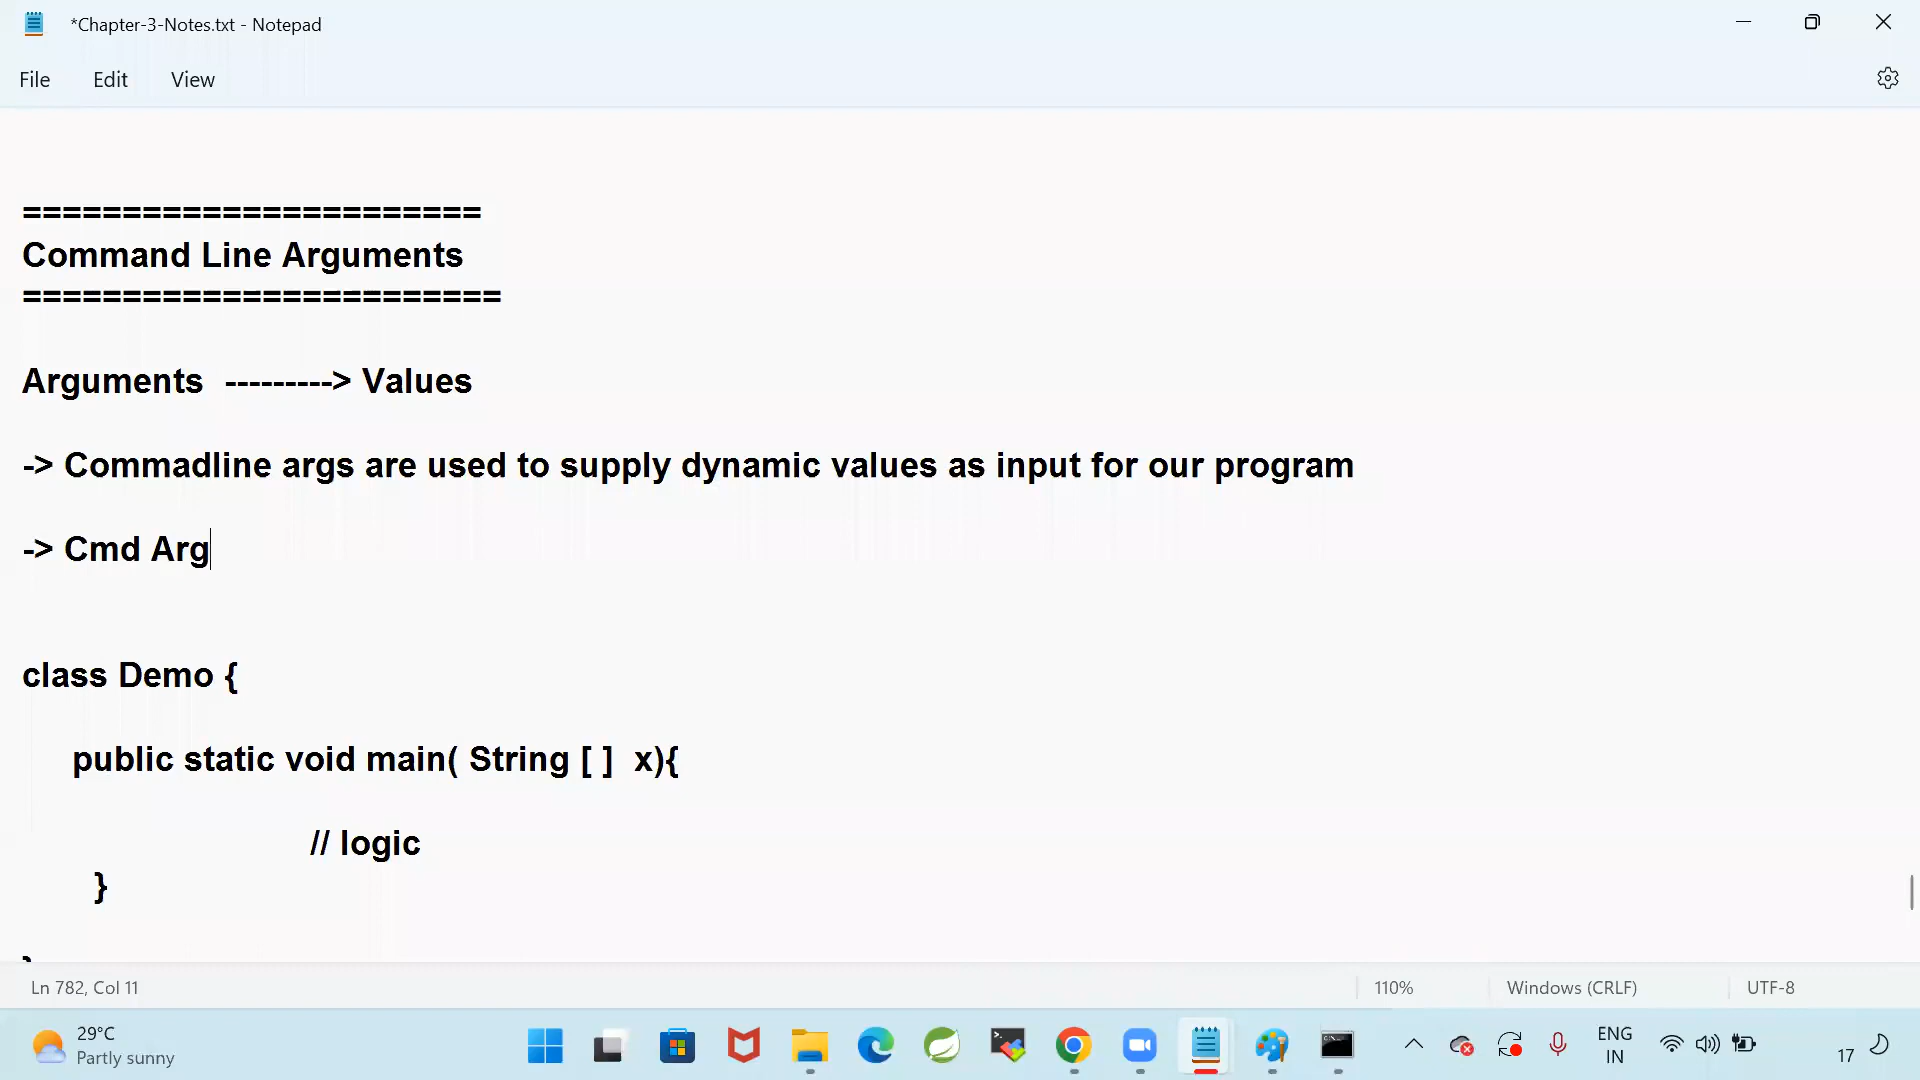 *Chapter-3-Notes.txt - Notepad
File Edit View
=======================
Command Line Arguments
========================
Arguments ---------> Values
-> Commadline args are used to supply dynamic values as input for our program
-> Cmd Arg
class Demo {
public static void main( String [ ] x){
// logic
}
}
Ln 782, Col 11 110% Windows (CRLF) UTF-8
29°C
Partly sunny
ENG
IN
17